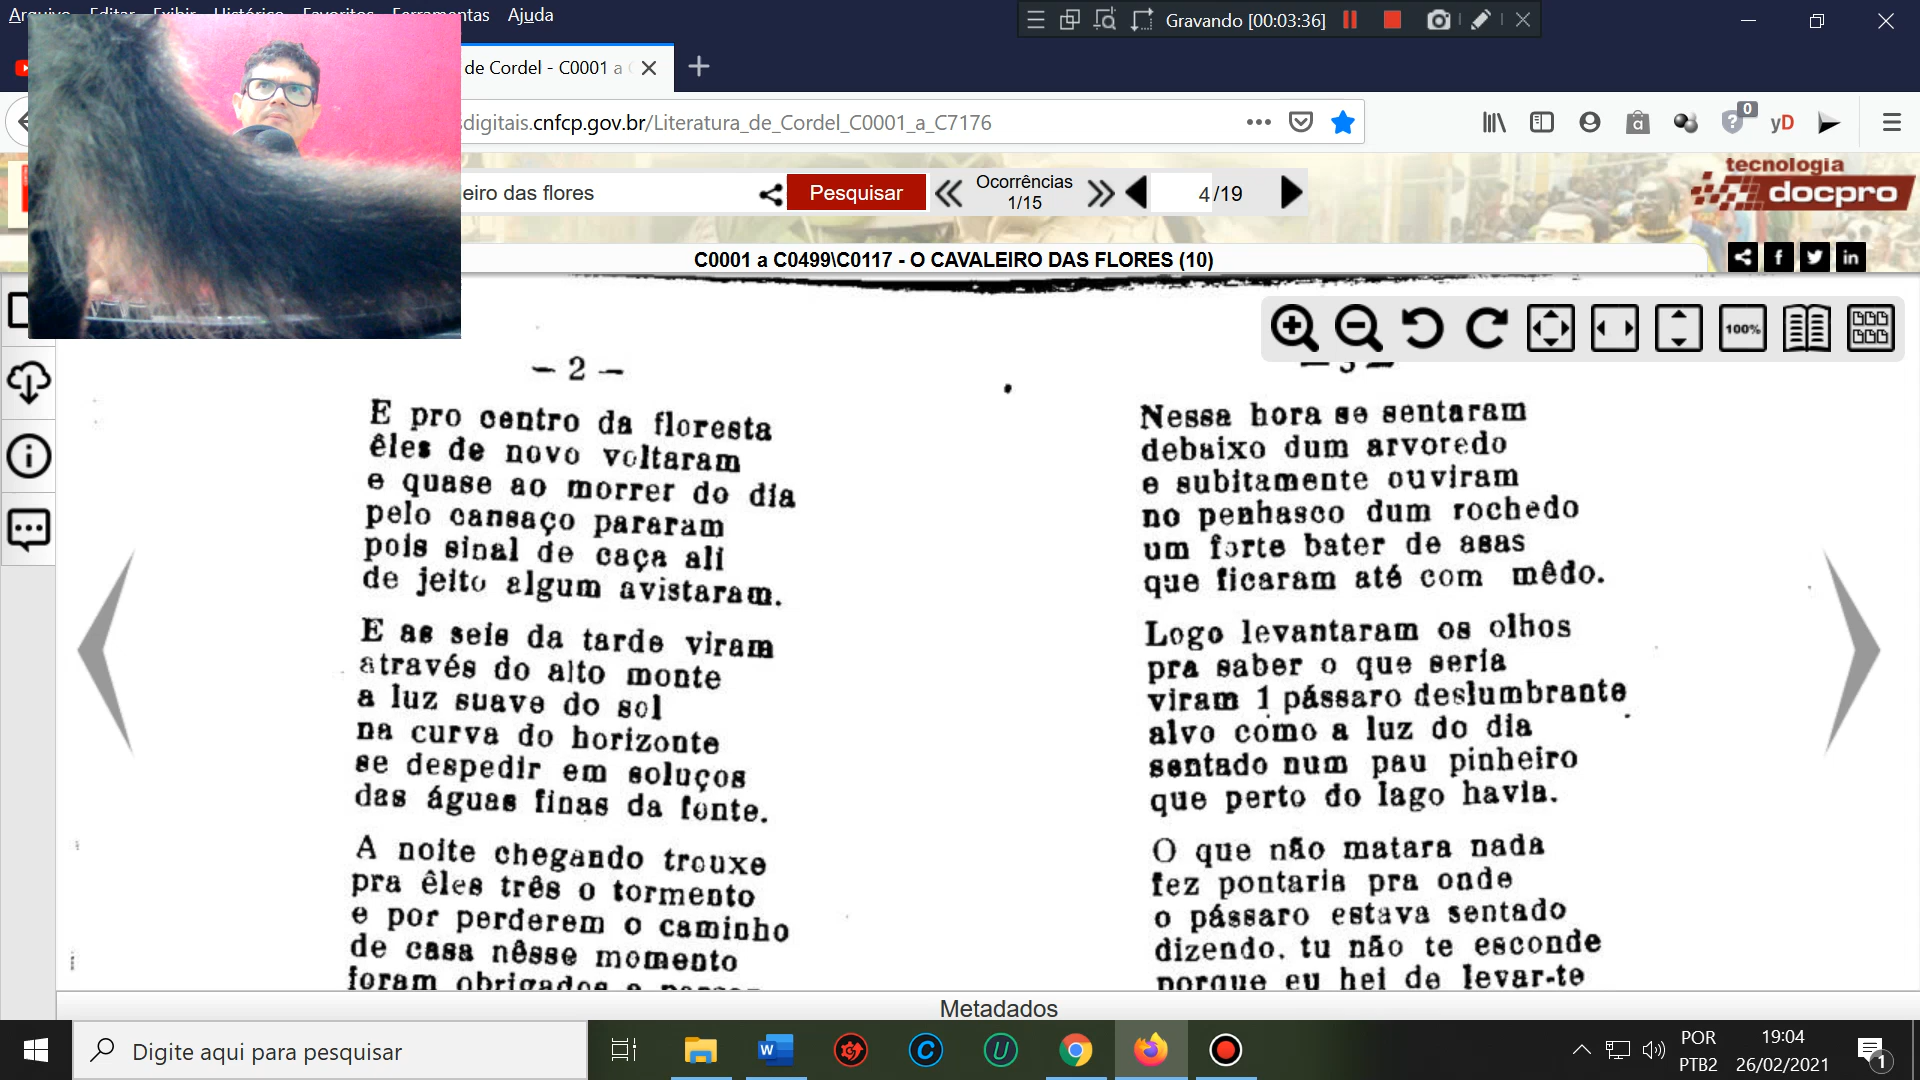 Arquivo Editar Exibir Histórico Favoritos Ferramentas Ajuda
Gravando [00:03:36]
de Cordel - C0001 a
digitais.cnfcp.gov.br/Literatura_de_Cordel_C0001_a_C7176
0
yD
eiro das flores
Pesquisar
Ocorrências
1/15
4/19
tecnologia
docpro
C0001 a C0499\C0117 - O CAVALEIRO DAS FLORES (10)
100%
— 2 —
E pro centro da floresta
êles de novo voltaram
e quase ao morrer do dia
pelo cansaço pararam
pois sinal de caça ali
de jeito algum avistaram.
E as seis da tarde viram
através do alto monte
a luz suave do sol
na curva do horizonte
se despedir em soluços
das águas finas da fonte.
A noite chegando trouxe
pra êles três o tormento
e por perderem o caminho
de casa nêsse momento
foram obrigados a
— 3 —
Nessa hora se sentaram
debaixo dum arvoredo
e subitamente ouviram
no penhasco dum rochedo
um forte bater de asas
que ficaram até com mêdo.
Logo levantaram os olhos
pra saber o que seria
viram 1 pássaro deslumbrante
alvo como a luz do dia
sentado num pau pinheiro
que perto do lago havia.
O que não matara nada
fez pontaria pra onde
o pássaro estava sentado
dizendo. tu não te esconde
porque eu hei de levar-te
Metadados
Digite aqui para pesquisar
POR
PTB2
19:04
26/02/2021
1